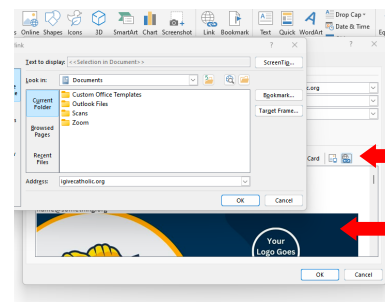 Drop Cap
Date & Time
Online Shapes Icons 3D SmartArt Chart Screenshot Link Bookmark Text Quick WordArt
Eq
link
? ×
? ×
Text to display: <<Selection in Document>>
ScreenTip...
Look in: Documents
c.org
Current Folder
Custom Office Templates
Outlook Files
Scans
Zoom
Bookmark...
Target Frame...
Browsed Pages
Recent Files
Card
Address: igivecatholic.org
OK Cancel
Your
Logo Goes
OK Cancel